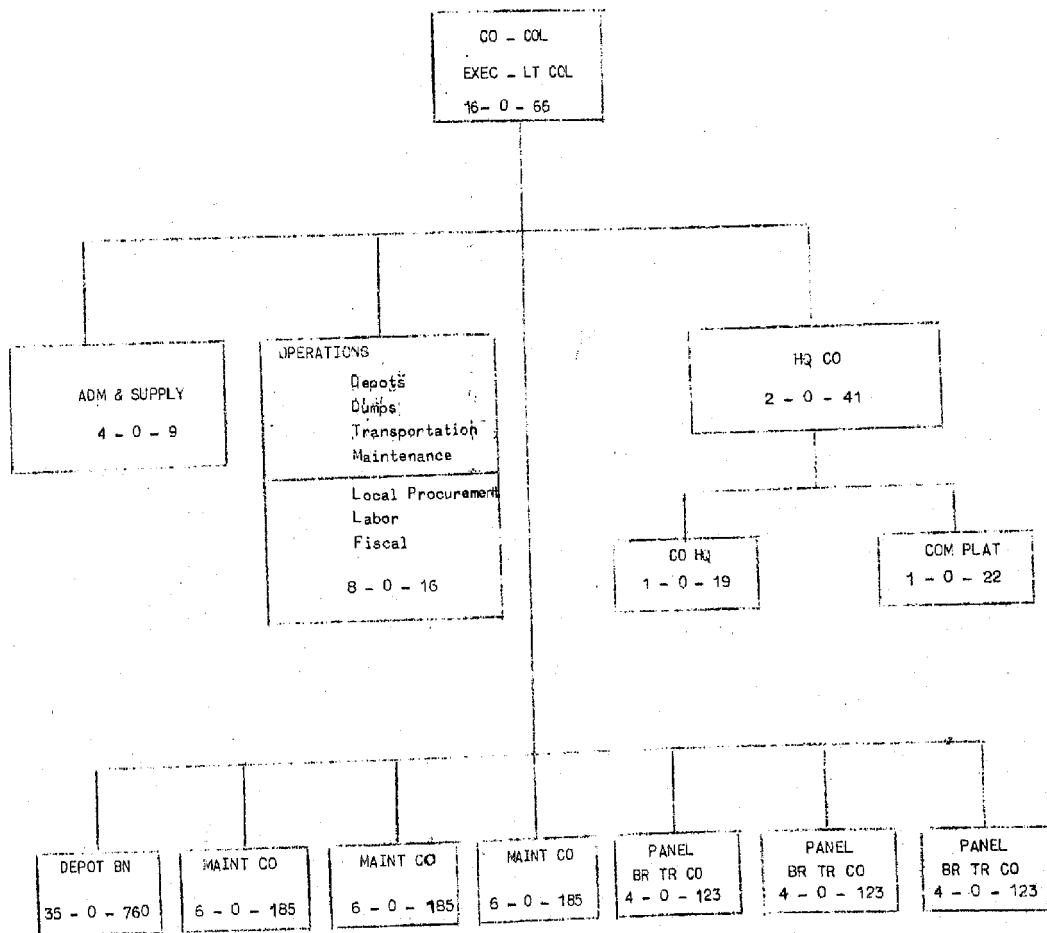 CO - COL
EXEC - LT COL
16 - 0 - 66
ADM & SUPPLY
4 - 0 - 9
OPERATIONS
Depots
Dumps
Transportation
Maintenance
Local Procurement
Labor
Fiscal
8 - 0 - 16
HQ CO
2 - 0 - 41
CO HQ
1 - 0 - 19
COM PLAT
1 - 0 - 22
DEPOT BN
35 - 0 - 760
MAINT CO
6 - 0 - 185
MAINT CO
6 - 0 - 185
MAINT CO
6 - 0 - 185
PANEL
BR TR CO
4 - 0 - 123
PANEL
BR TR CO
4 - 0 - 123
PANEL
BR TR CO
4 - 0 - 123